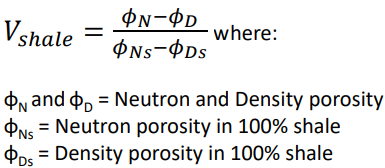 V_shale = (ϕ_N−ϕ_D)/(ϕ_Ns−ϕ_Ds) where:
ϕ_N and ϕ_D = Neutron and Density porosity
ϕ_Ns = Neutron porosity in 100% shale
ϕ_Ds = Density porosity in 100% shale